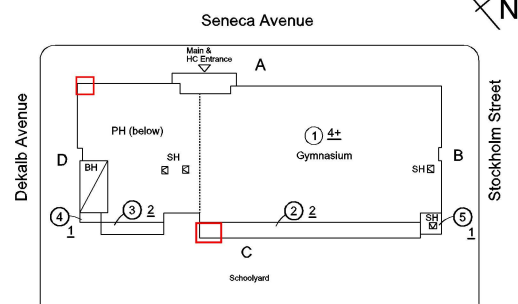 Seneca Avenue
N
Main &
HC Entrance
A
Dekalb Avenue
Stockholm Street
PH (below)
1 4+
Gymnasium
D
BH
SH
SH
B
4
1
3 2
2 2
SH
5
1
C
Schoolyard